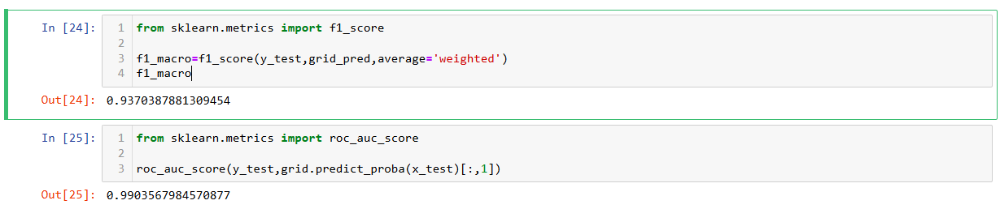 In [24]:
1 from sklearn.metrics import f1_score
2
3 f1_macro=f1_score(y_test,grid_pred,average='weighted')
4 f1_macro
Out[24]: 0.9370387881309454
In [25]:
1 from sklearn.metrics import roc_auc_score
2
3 roc_auc_score(y_test,grid.predict_proba(x_test)[:,1])
Out[25]: 0.9903567984570877